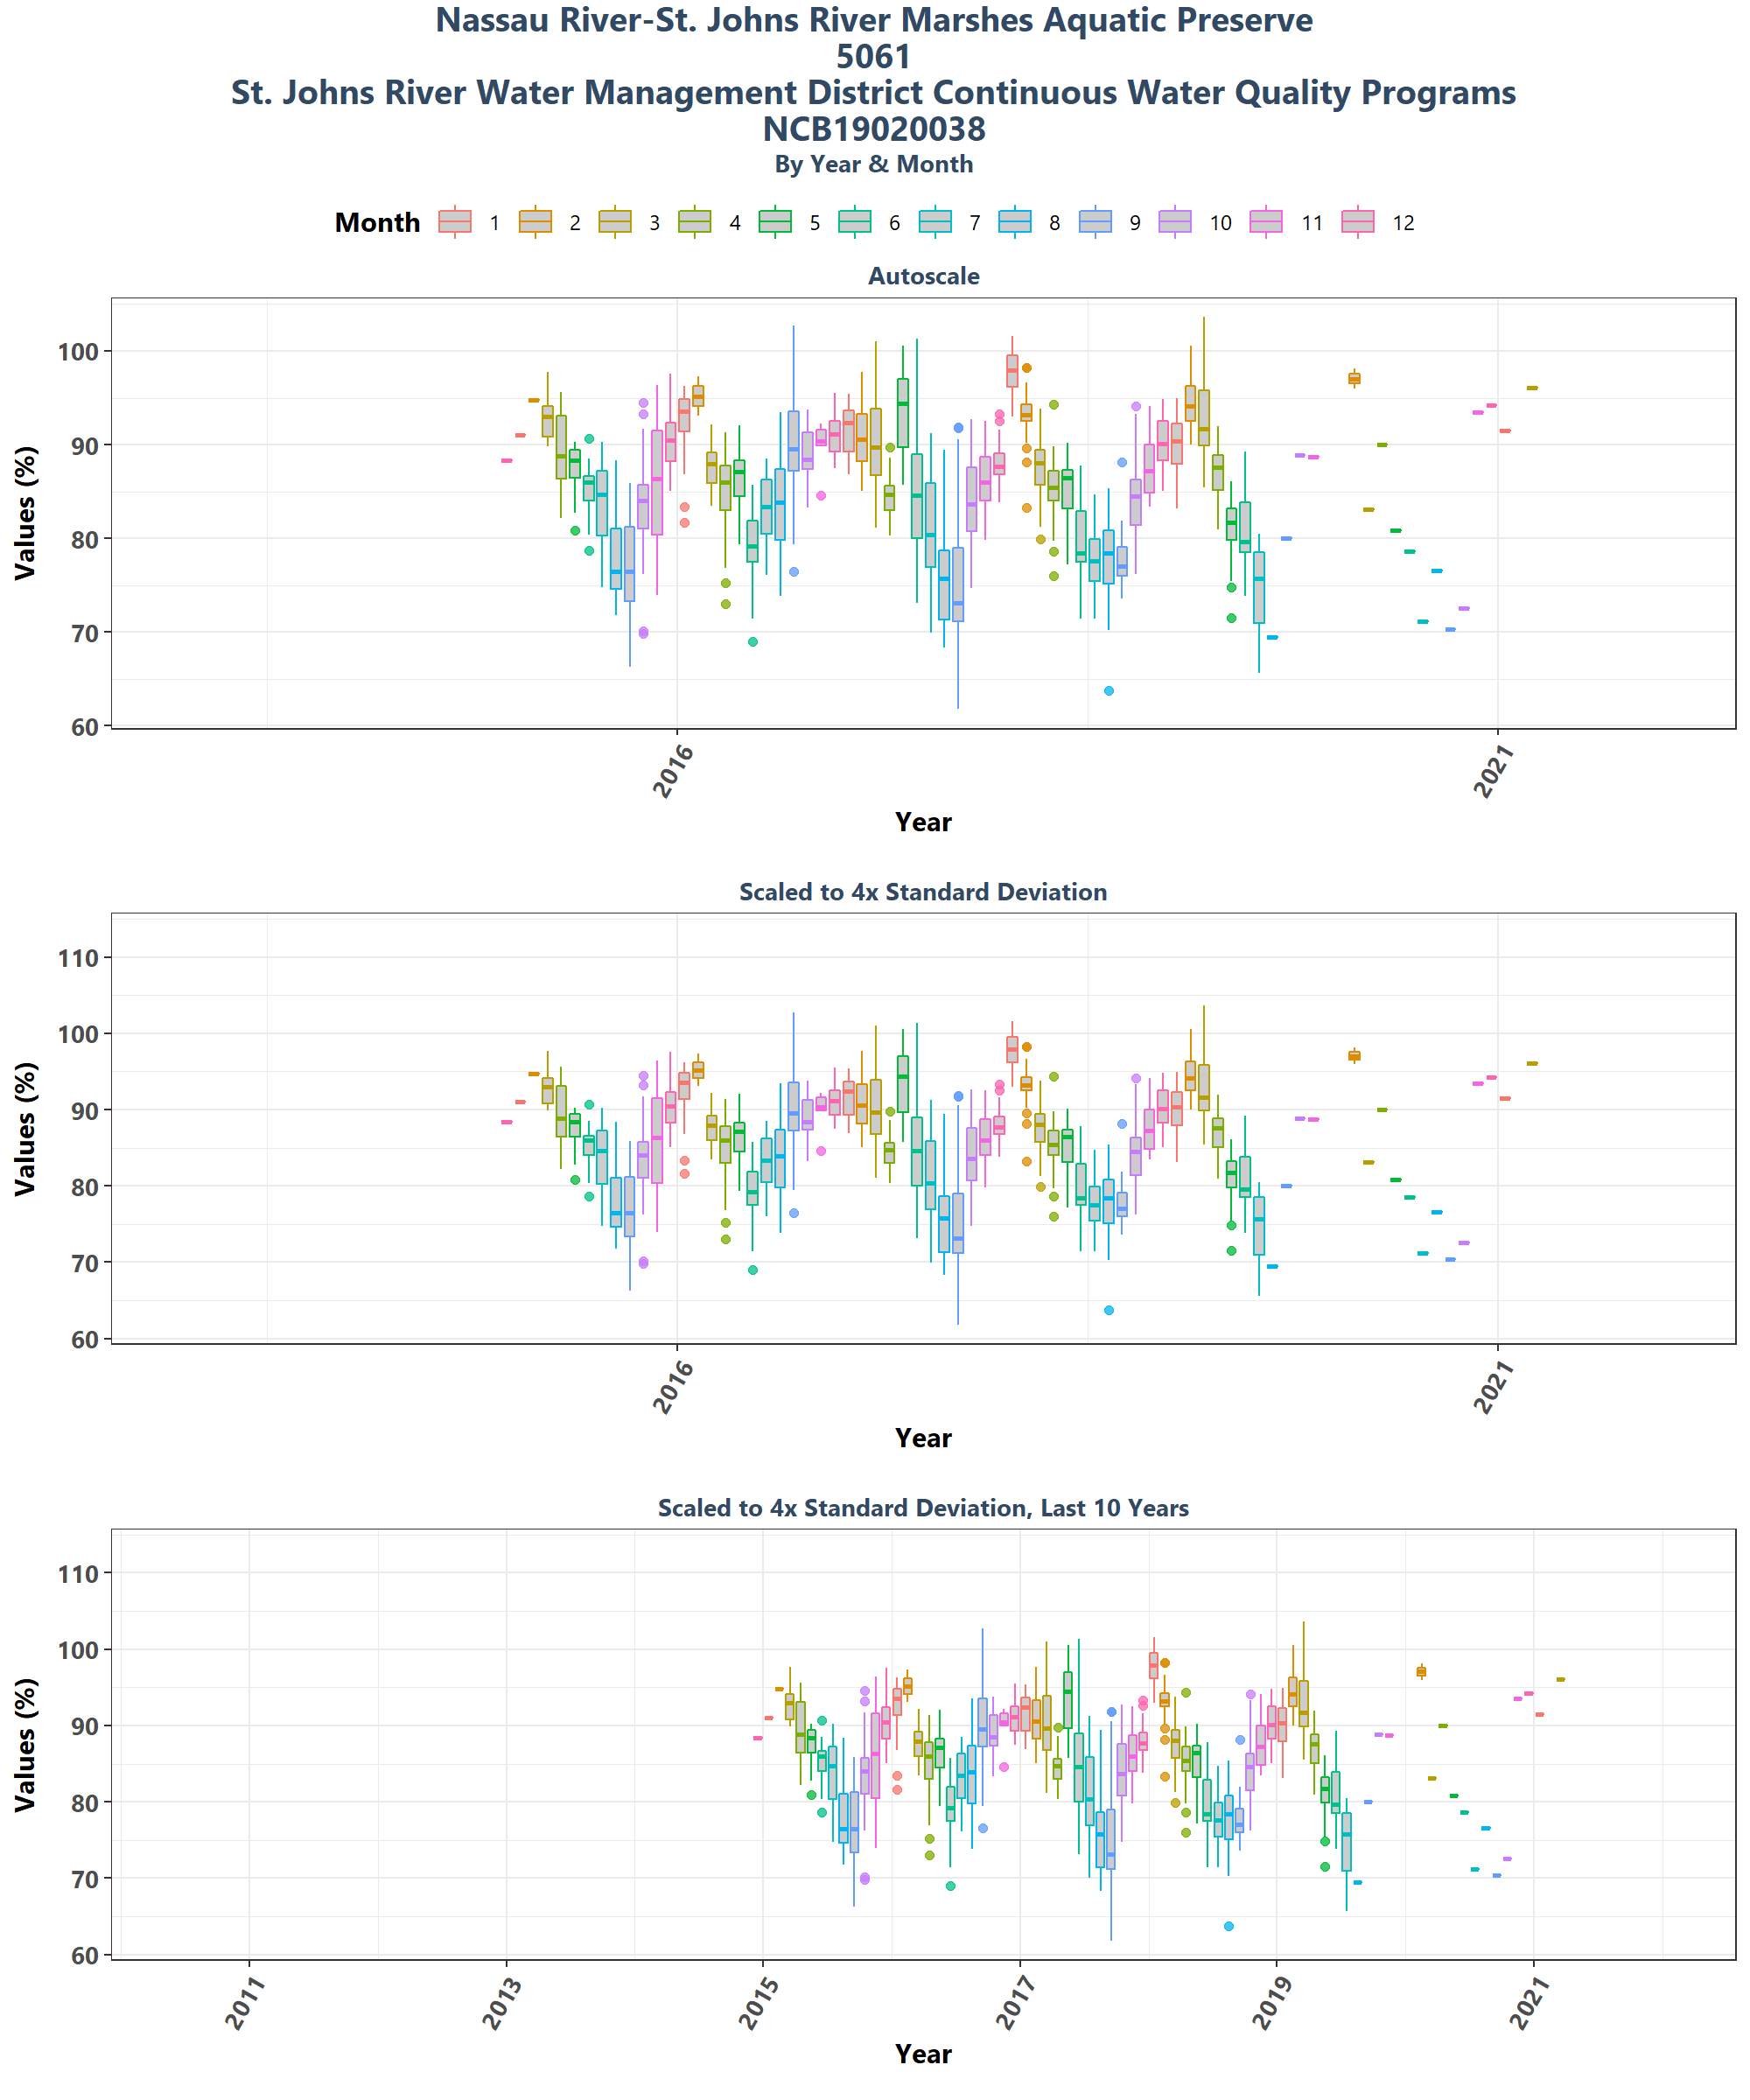 Nassau River-St. Johns River Marshes Aquatic Preserve
5061
St. Johns River Water Management District Continuous Water Quality Programs
NCB19020038
By Year & Month
Month 1 2 3 4 5 6 7 8 9 10 11 12
Autoscale
Values (%)
100
90
80
70
60
2016 2021
Year
Scaled to 4x Standard Deviation
Values (%)
110
100
90
80
70
60
2016 2021
Year
Scaled to 4x Standard Deviation, Last 10 Years
Values (%)
110
100
90
80
70
60
2011 2013 2015 2017 2019 2021
Year